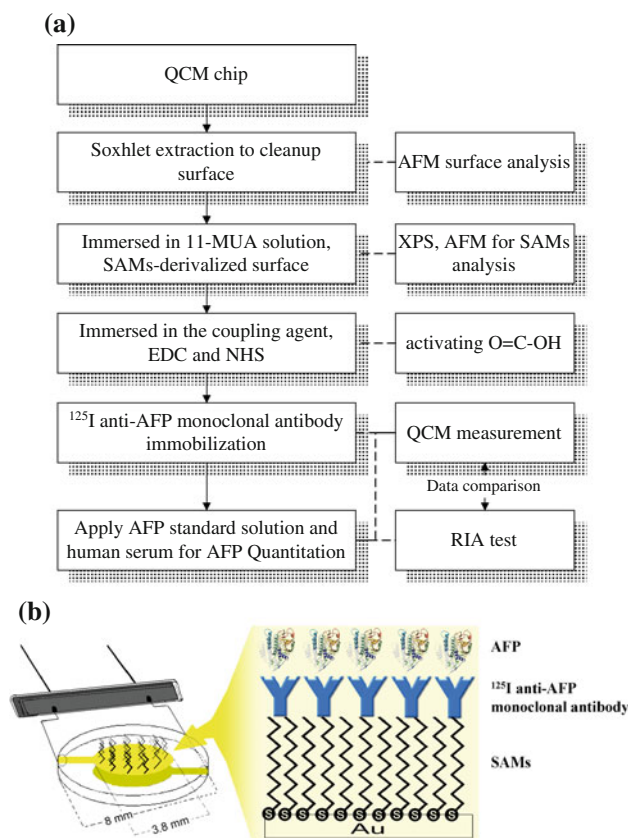 (a)
QCM chip
Soxhlet extraction to cleanup
surface
AFM surface analysis
Immersed in 11-MUA solution,
SAMs-derivalized surface
XPS, AFM for SAMs
analysis
Immersed in the coupling agent,
EDC and NHS
activating O=C-OH
¹²⁵I anti-AFP monoclonal antibody
immobilization
QCM measurement
Data comparison
Apply AFP standard solution and
human serum for AFP Quantitation
RIA test
(b)
AFP
¹²⁵I anti-AFP
monoclonal antibody
SAMs
8 mm
3.8 mm
S S S S S S S S S S
Au